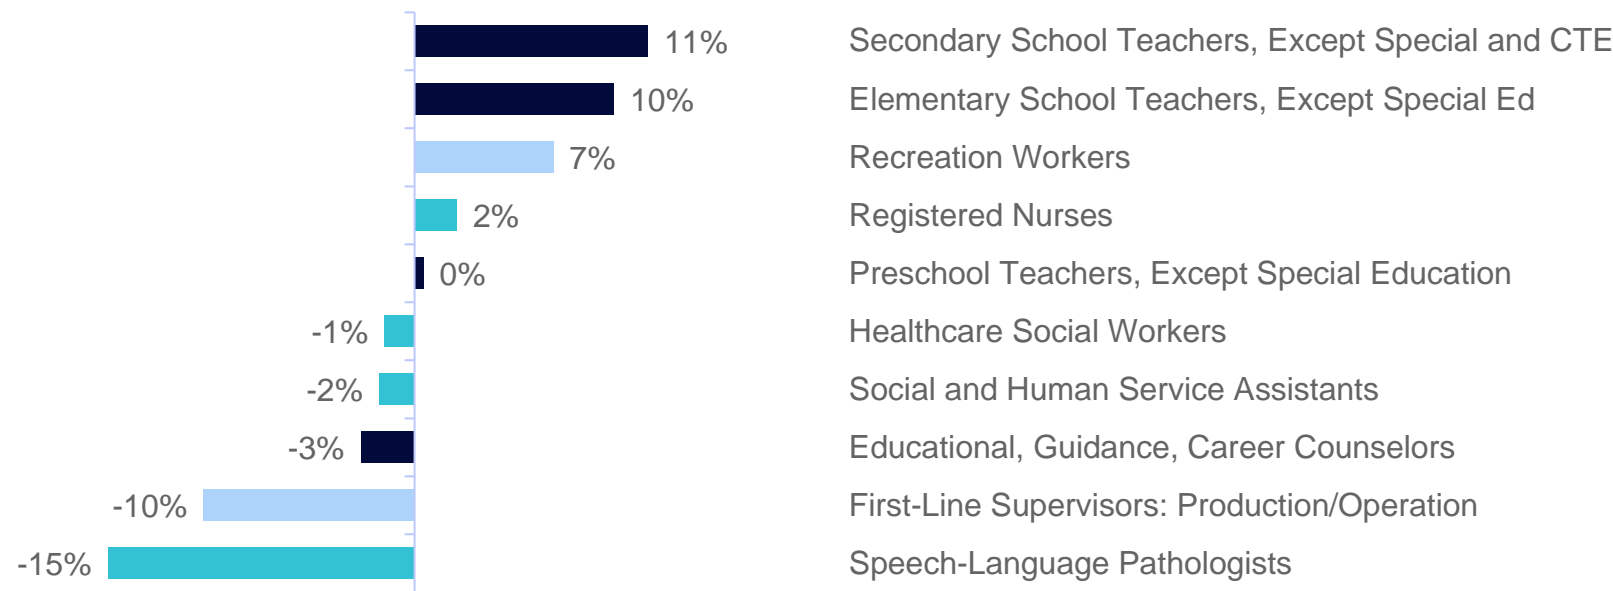 11% Secondary School Teachers, Except Special and CTE
10% Elementary School Teachers, Except Special Ed
7% Recreation Workers
2% Registered Nurses
0% Preschool Teachers, Except Special Education
-1% Healthcare Social Workers
-2% Social and Human Service Assistants
-3% Educational, Guidance, Career Counselors
-10% First-Line Supervisors: Production/Operation
-15% Speech-Language Pathologists